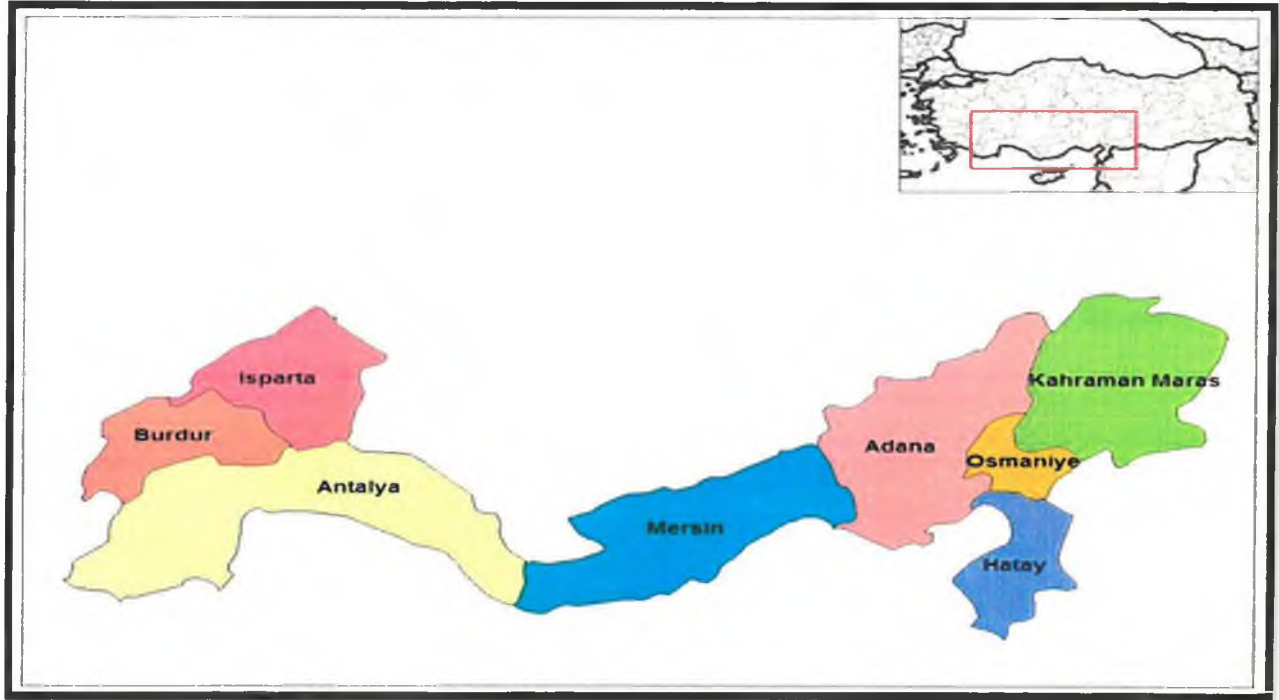 Isparta
Kahraman Maras
Burdur
Adana
Osmaniye
Antalya
Mersin
Hatay